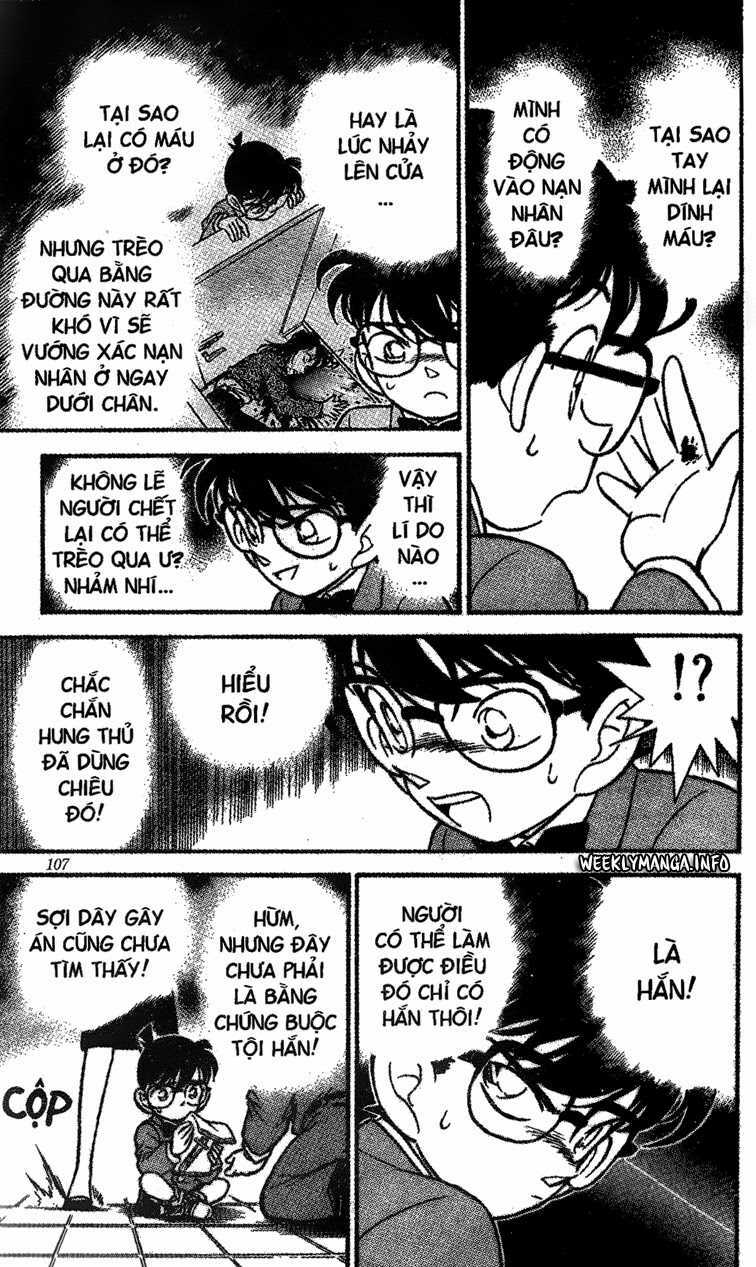 TẠI SAO
TAY
MÌNH LẠI
DÍNH
MÁU?
MÌNH
CÓ
ĐỘNG
VÀO NẠN
NHÂN
ĐÂU?
HAY LÀ
LÚC NHẢY
LÊN CỬA
...
TẠI SAO
LẠI CÓ MÁU
Ở ĐÓ?
NHƯNG TRÈO
QUA BẰNG
ĐƯỜNG NÀY RẤT
KHÓ VÌ SẼ
VƯỚNG XÁC NẠN
NHÂN Ở NGAY
DƯỚI CHÂN.
VẬY
THÌ
LÍ DO
NÀO
...
KHÔNG LẼ
NGƯỜI CHẾT
LẠI CÓ THỂ
TRÈO QUA Ư?
NHẢM NHÍ...
!?
HIỂU
RỒI!
CHẮC
CHẮN
HUNG THỦ
ĐÃ DÙNG
CHIÊU
ĐÓ!
107
WEEKLYMANGA.INFO
LÀ
HẮN!
NGƯỜI
CÓ THỂ LÀM
ĐƯỢC ĐIỀU
ĐÓ CHỈ CÓ
HẮN THÔI!
HỪM,
NHƯNG ĐÂY
CHƯA PHẢI
LÀ BẰNG
CHỨNG BUỘC
TỘI HẮN!
SỢI DÂY GÂY
ÁN CŨNG CHƯA
TÌM THẤY!
CỘP